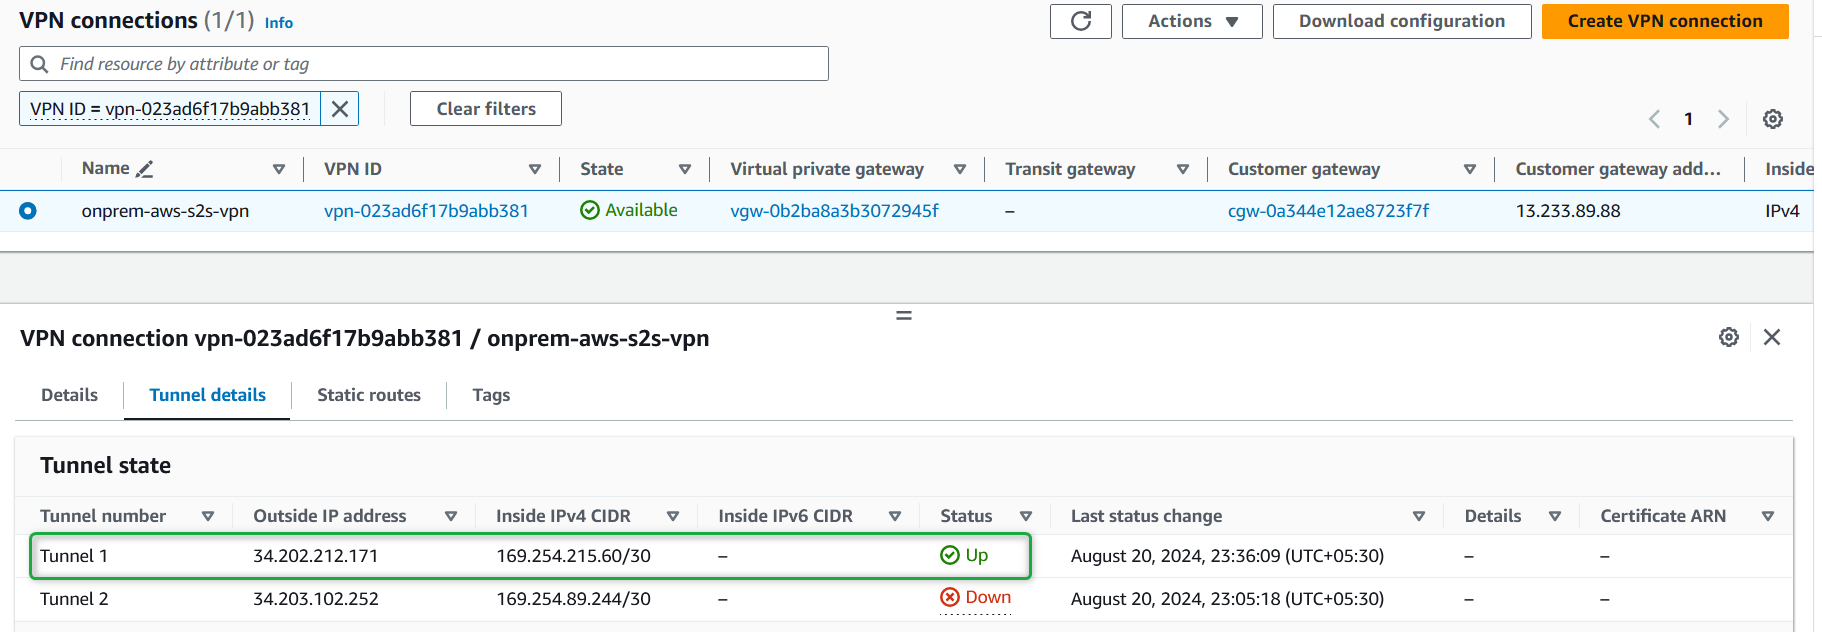 VPN connections (1/1) Info
Actions Download configuration Create VPN connection
Find resource by attribute or tag
VPN ID = vpn-023ad6f17b9abb381 Clear filters
1
Name VPN ID State Virtual private gateway Transit gateway Customer gateway Customer gateway add... Inside
onprem-aws-s2s-vpn vpn-023ad6f17b9abb381 Available vgw-0b2ba8a3b3072945f – cgw-0a344e12ae8723f7f 13.233.89.88 IPv4
VPN connection vpn-023ad6f17b9abb381 / onprem-aws-s2s-vpn
Details Tunnel details Static routes Tags
Tunnel state
Tunnel number Outside IP address Inside IPv4 CIDR Inside IPv6 CIDR Status Last status change Details Certificate ARN
Tunnel 1 34.202.212.171 169.254.215.60/30 – Up August 20, 2024, 23:36:09 (UTC+05:30) – –
Tunnel 2 34.203.102.252 169.254.89.244/30 – Down August 20, 2024, 23:05:18 (UTC+05:30) – –